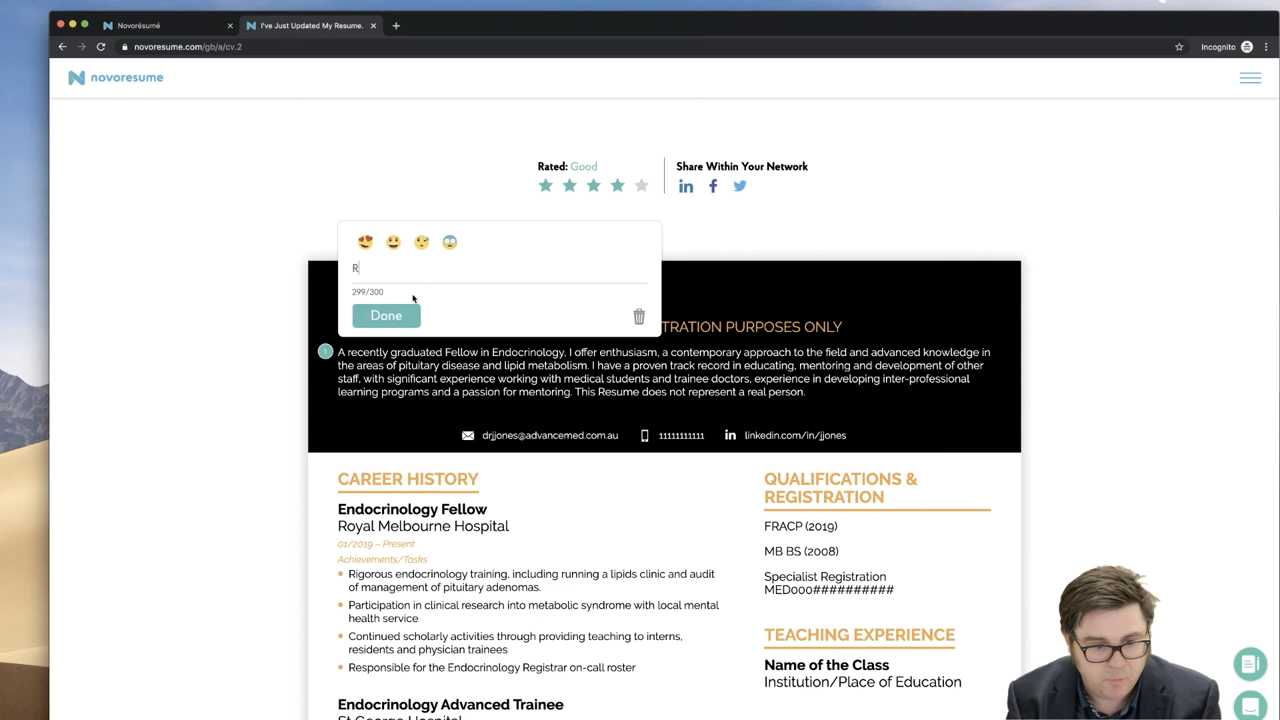 Novorésumé
I've Just Updated My Resume.
novoresume.com/gb/a/cv.2
Incognito
novoresume
Rated: Good
Share Within Your Network
R
299/300
Done
TRATION PURPOSES ONLY
1
A recently graduated Fellow in Endocrinology, I offer enthusiasm, a contemporary approach to the field and advanced knowledge in
the areas of pituitary disease and lipid metabolism. I have a proven track record in educating, mentoring and development of other
staff, with significant experience working with medical students and trainee doctors, experience in developing inter-professional
learning programs and a passion for mentoring. This Resume does not represent a real person.
drjjones@advancemed.com.au
11111111111
linkedin.com/in/jjones
CAREER HISTORY
Endocrinology Fellow
Royal Melbourne Hospital
01/2019 – Present
Achievements/Tasks
Rigorous endocrinology training, including running a lipids clinic and audit
of management of pituitary adenomas.
Participation in clinical research into metabolic syndrome with local mental
health service
Continued scholarly activities through providing teaching to interns,
residents and physician trainees
Responsible for the Endocrinology Registrar on-call roster
Endocrinology Advanced Trainee
St George Hospital
QUALIFICATIONS &
REGISTRATION
FRACP (2019)
MB BS (2008)
Specialist Registration
MED000##########
TEACHING EXPERIENCE
Name of the Class
Institution/Place of Education